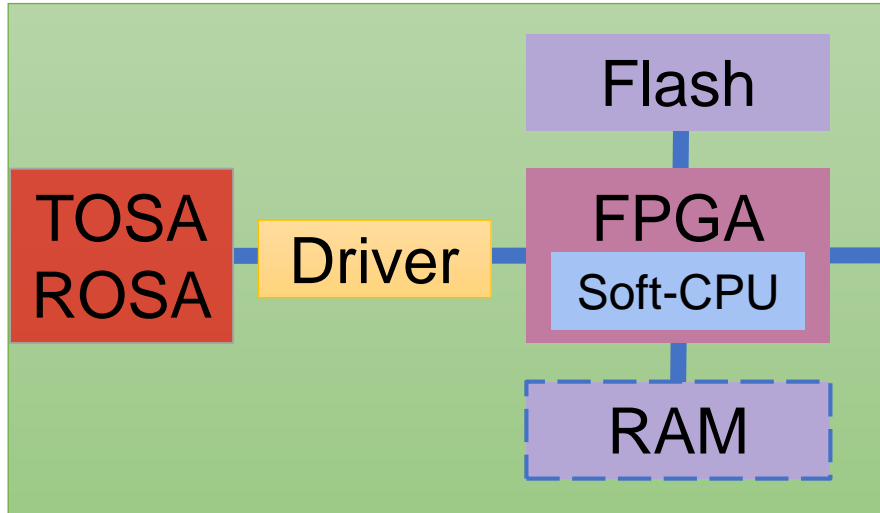 Flash
TOSA
ROSA
Driver
FPGA
Soft-CPU
RAM